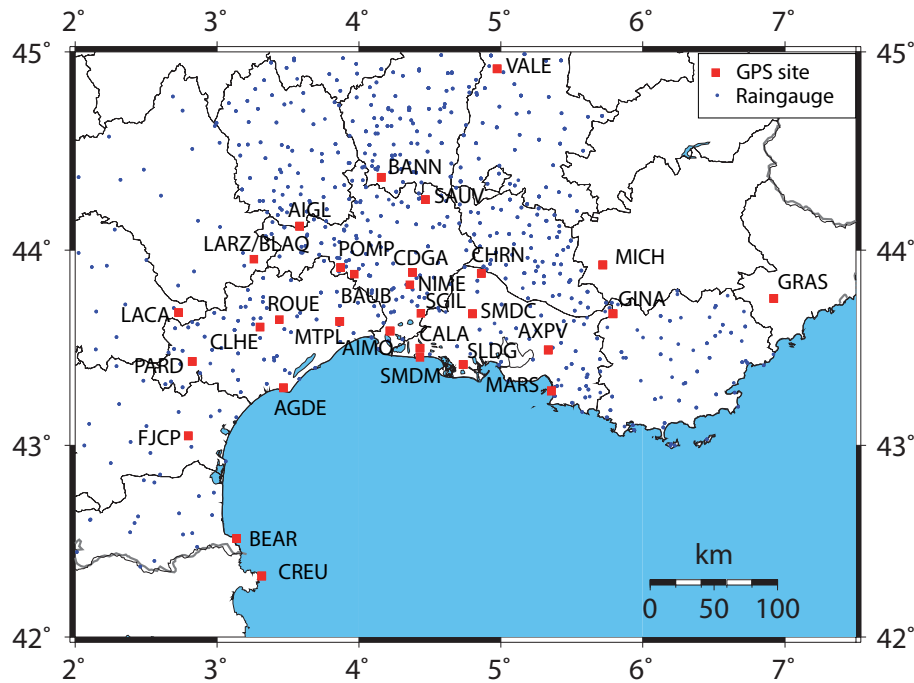 2° 3° 4° 5° 6° 7°
45° 45°
VALE
GPS site
Raingauge
BANN
SAUV
AIGL
44° 44°
LARZ/BLAQ
POMP
CDGA
CHRN
MICH
NIME
GRAS
BAUB
SGIL
LACA
ROUE
SMDC
GINA
CLHE
MTPL
AXPV
AIMO
CALA
PARD
SLDG
SMDM
MARS
AGDE
FJCP
43° 43°
BEAR
km
CREU
0 50 100
42° 42°
2° 3° 4° 5° 6° 7°